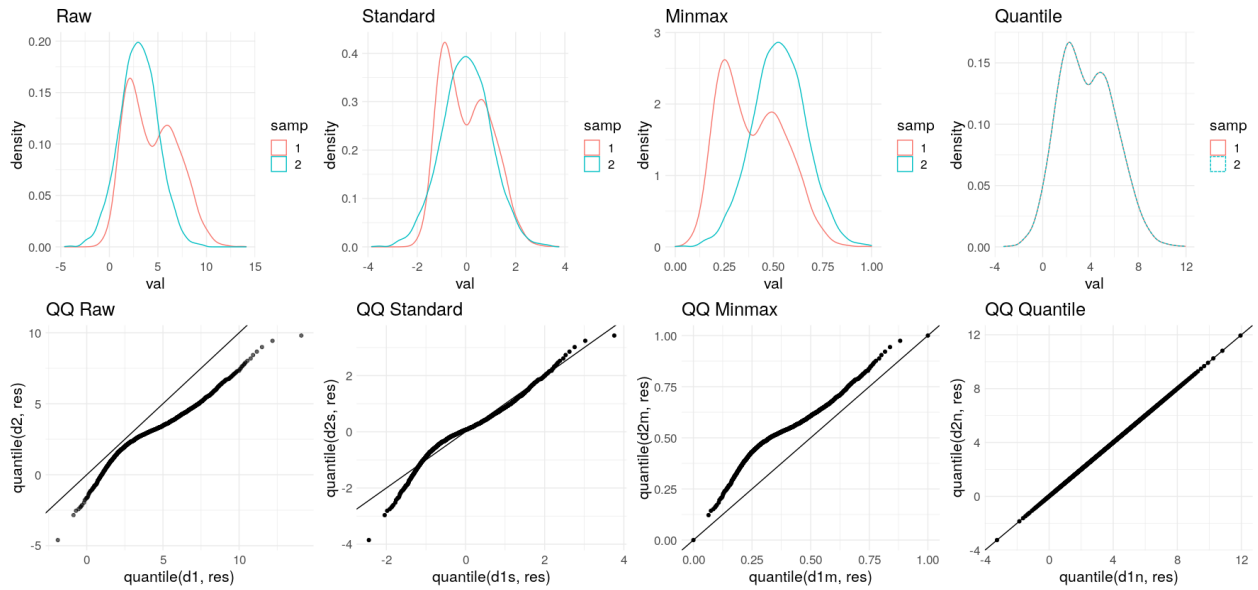 Raw
density
0.20
0.15
0.10
0.05
0.00
-5 0 5 10 15
val
samp
1
2
Standard
density
0.4
0.3
0.2
0.1
0.0
-4 -2 0 2 4
val
samp
1
2
Minmax
density
3
2
1
0
0.00 0.25 0.50 0.75 1.00
val
samp
1
2
Quantile
density
0.15
0.10
0.05
0.00
-4 0 4 8 12
val
samp
1
2
QQ Raw
quantile(d2, res)
10
5
0
-5
0 5 10
quantile(d1, res)
QQ Standard
quantile(d2s, res)
2
0
-2
-4
-2 0 2 4
quantile(d1s, res)
QQ Minmax
quantile(d2m, res)
1.00
0.75
0.50
0.25
0.00
0.00 0.25 0.50 0.75 1.00
quantile(d1m, res)
QQ Quantile
quantile(d2n, res)
12
8
4
0
-4
-4 0 4 8 12
quantile(d1n, res)